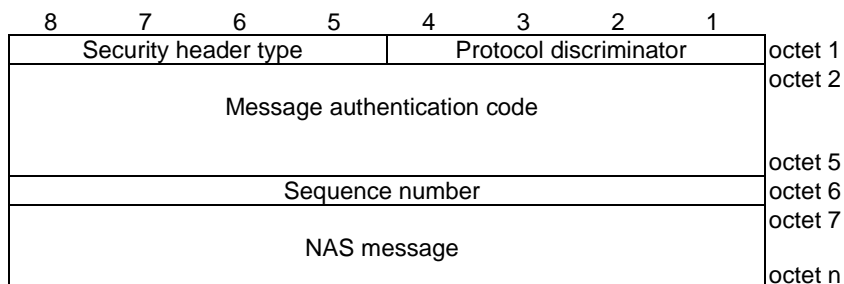 8 7 6 5 4 3 2 1
Security header type Protocol discriminator octet 1
octet 2
Message authentication code
octet 5
Sequence number octet 6
octet 7
NAS message
octet n